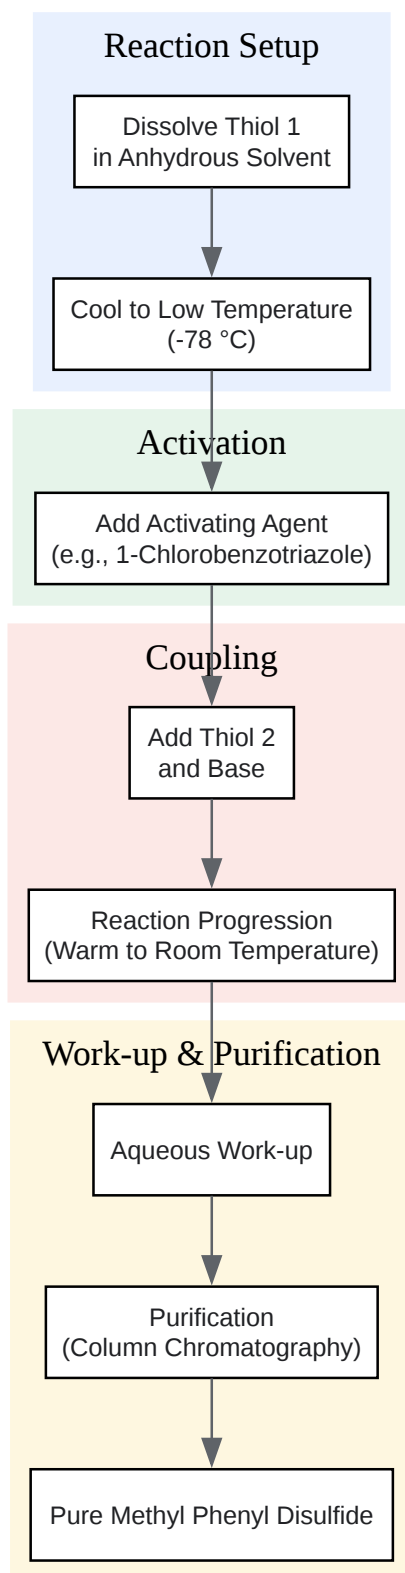 Reaction Setup
Dissolve Thiol 1
in Anhydrous Solvent
Cool to Low Temperature
(-78 °C)
Activation
Add Activating Agent
(e.g., 1-Chlorobenzotriazole)
Coupling
Add Thiol 2
and Base
Reaction Progression
(Warm to Room Temperature)
Work-up & Purification
Aqueous Work-up
Purification
(Column Chromatography)
Pure Methyl Phenyl Disulfide